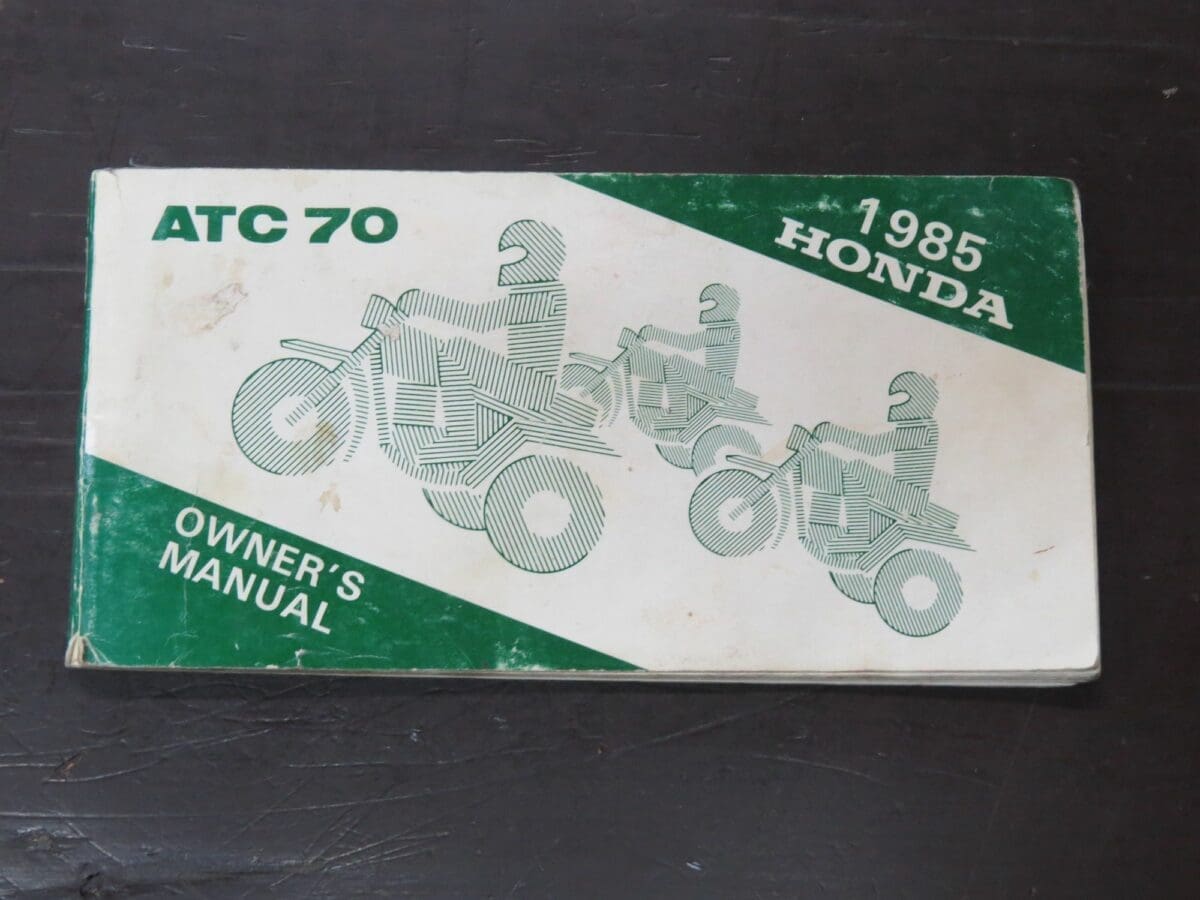 ATC 70
1985
HONDA
OWNER'S
MANUAL